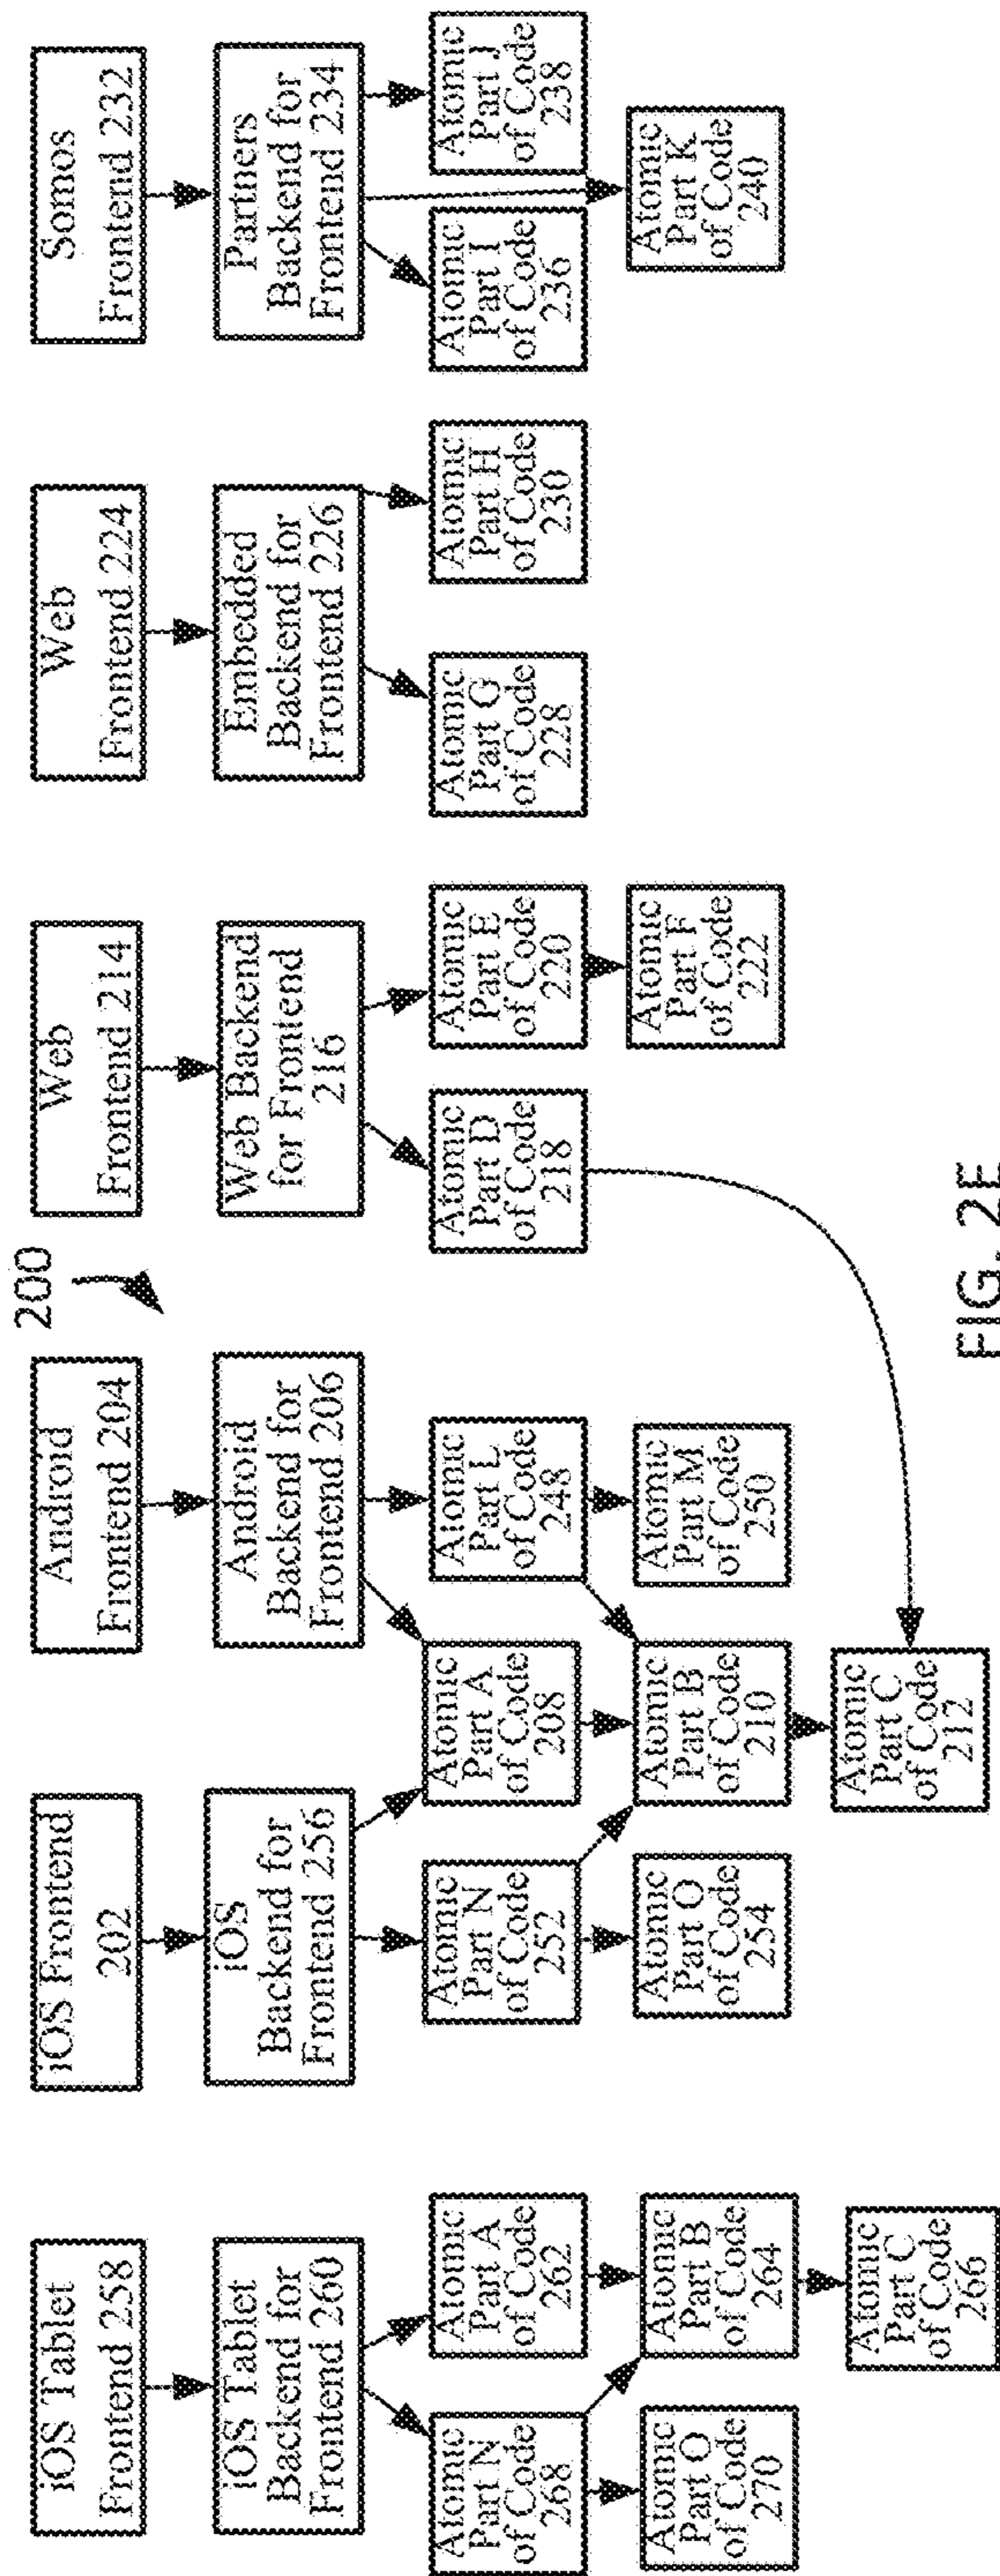 200
iOS Tablet
Frontend 258
iOS Frontend
202
Android
Frontend 204
Web
Frontend 214
Web
Frontend 224
Somos
Frontend 232
iOS Tablet
Backend for
Frontend 260
iOS
Backend for
Frontend 256
Android
Backend for
Frontend 206
Web Backend
for Frontend
216
Embedded
Backend for
Frontend 226
Partners
Backend for
Frontend 234
Atomic
Part N
of Code
268
Atomic
Part A
of Code
262
Atomic
Part N
of Code
252
Atomic
Part A
of Code
208
Atomic
Part L
of Code
248
Atomic
Part D
of Code
218
Atomic
Part E
of Code
220
Atomic
Part G
of Code
228
Atomic
Part H
of Code
230
Atomic
Part I
of Code
236
Atomic
Part J
of Code
238
Atomic
Part O
of Code
270
Atomic
Part B
of Code
264
Atomic
Part O
of Code
254
Atomic
Part B
of Code
210
Atomic
Part M
of Code
250
Atomic
Part F
of Code
222
Atomic
Part K
of Code
240
Atomic
Part C
of Code
266
Atomic
Part C
of Code
212
FIG. 2E